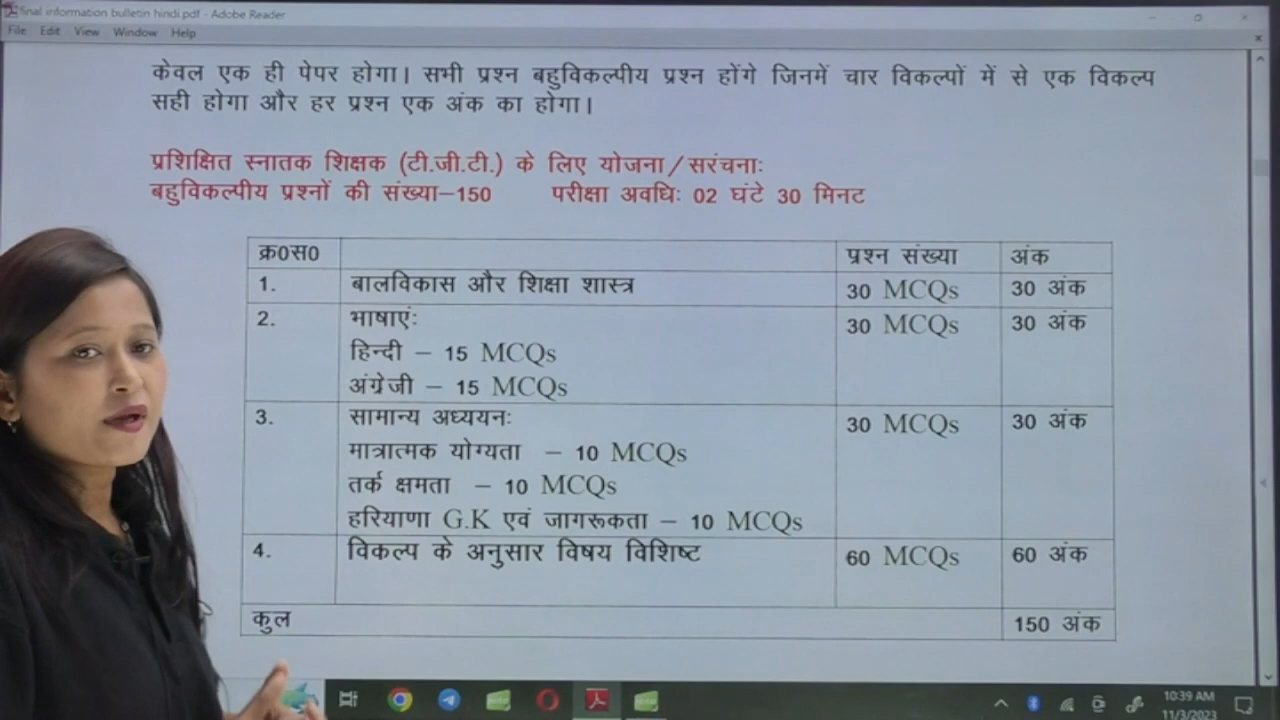 final information bulletin hindi.pdf - Adobe Reader
File Edit View Window Help
केवल एक ही पेपर होगा। सभी प्रश्न बहुविकल्पीय प्रश्न होंगे जिनमें चार विकल्पों में से एक विकल्प
सही होगा और हर प्रश्न एक अंक का होगा।
प्रशिक्षित स्नातक शिक्षक (टी.जी.टी.) के लिए योजना/सरंचनाः
बहुविकल्पीय प्रश्नों की संख्या–150 परीक्षा अवधिः 02 घंटे 30 मिनट
क्र0स0 प्रश्न संख्या अंक
1. बालविकास और शिक्षा शास्त्र 30 MCQs 30 अंक
2. भाषाएंः 30 MCQs 30 अंक
हिन्दी – 15 MCQs
अंग्रेजी – 15 MCQs
3. सामान्य अध्ययनः 30 MCQs 30 अंक
मात्रात्मक योग्यता – 10 MCQs
तर्क क्षमता – 10 MCQs
हरियाणा G.K एवं जागरूकता – 10 MCQs
4. विकल्प के अनुसार विषय विशिष्ट 60 MCQs 60 अंक
कुल 150 अंक
10:39 AM
11/3/2023